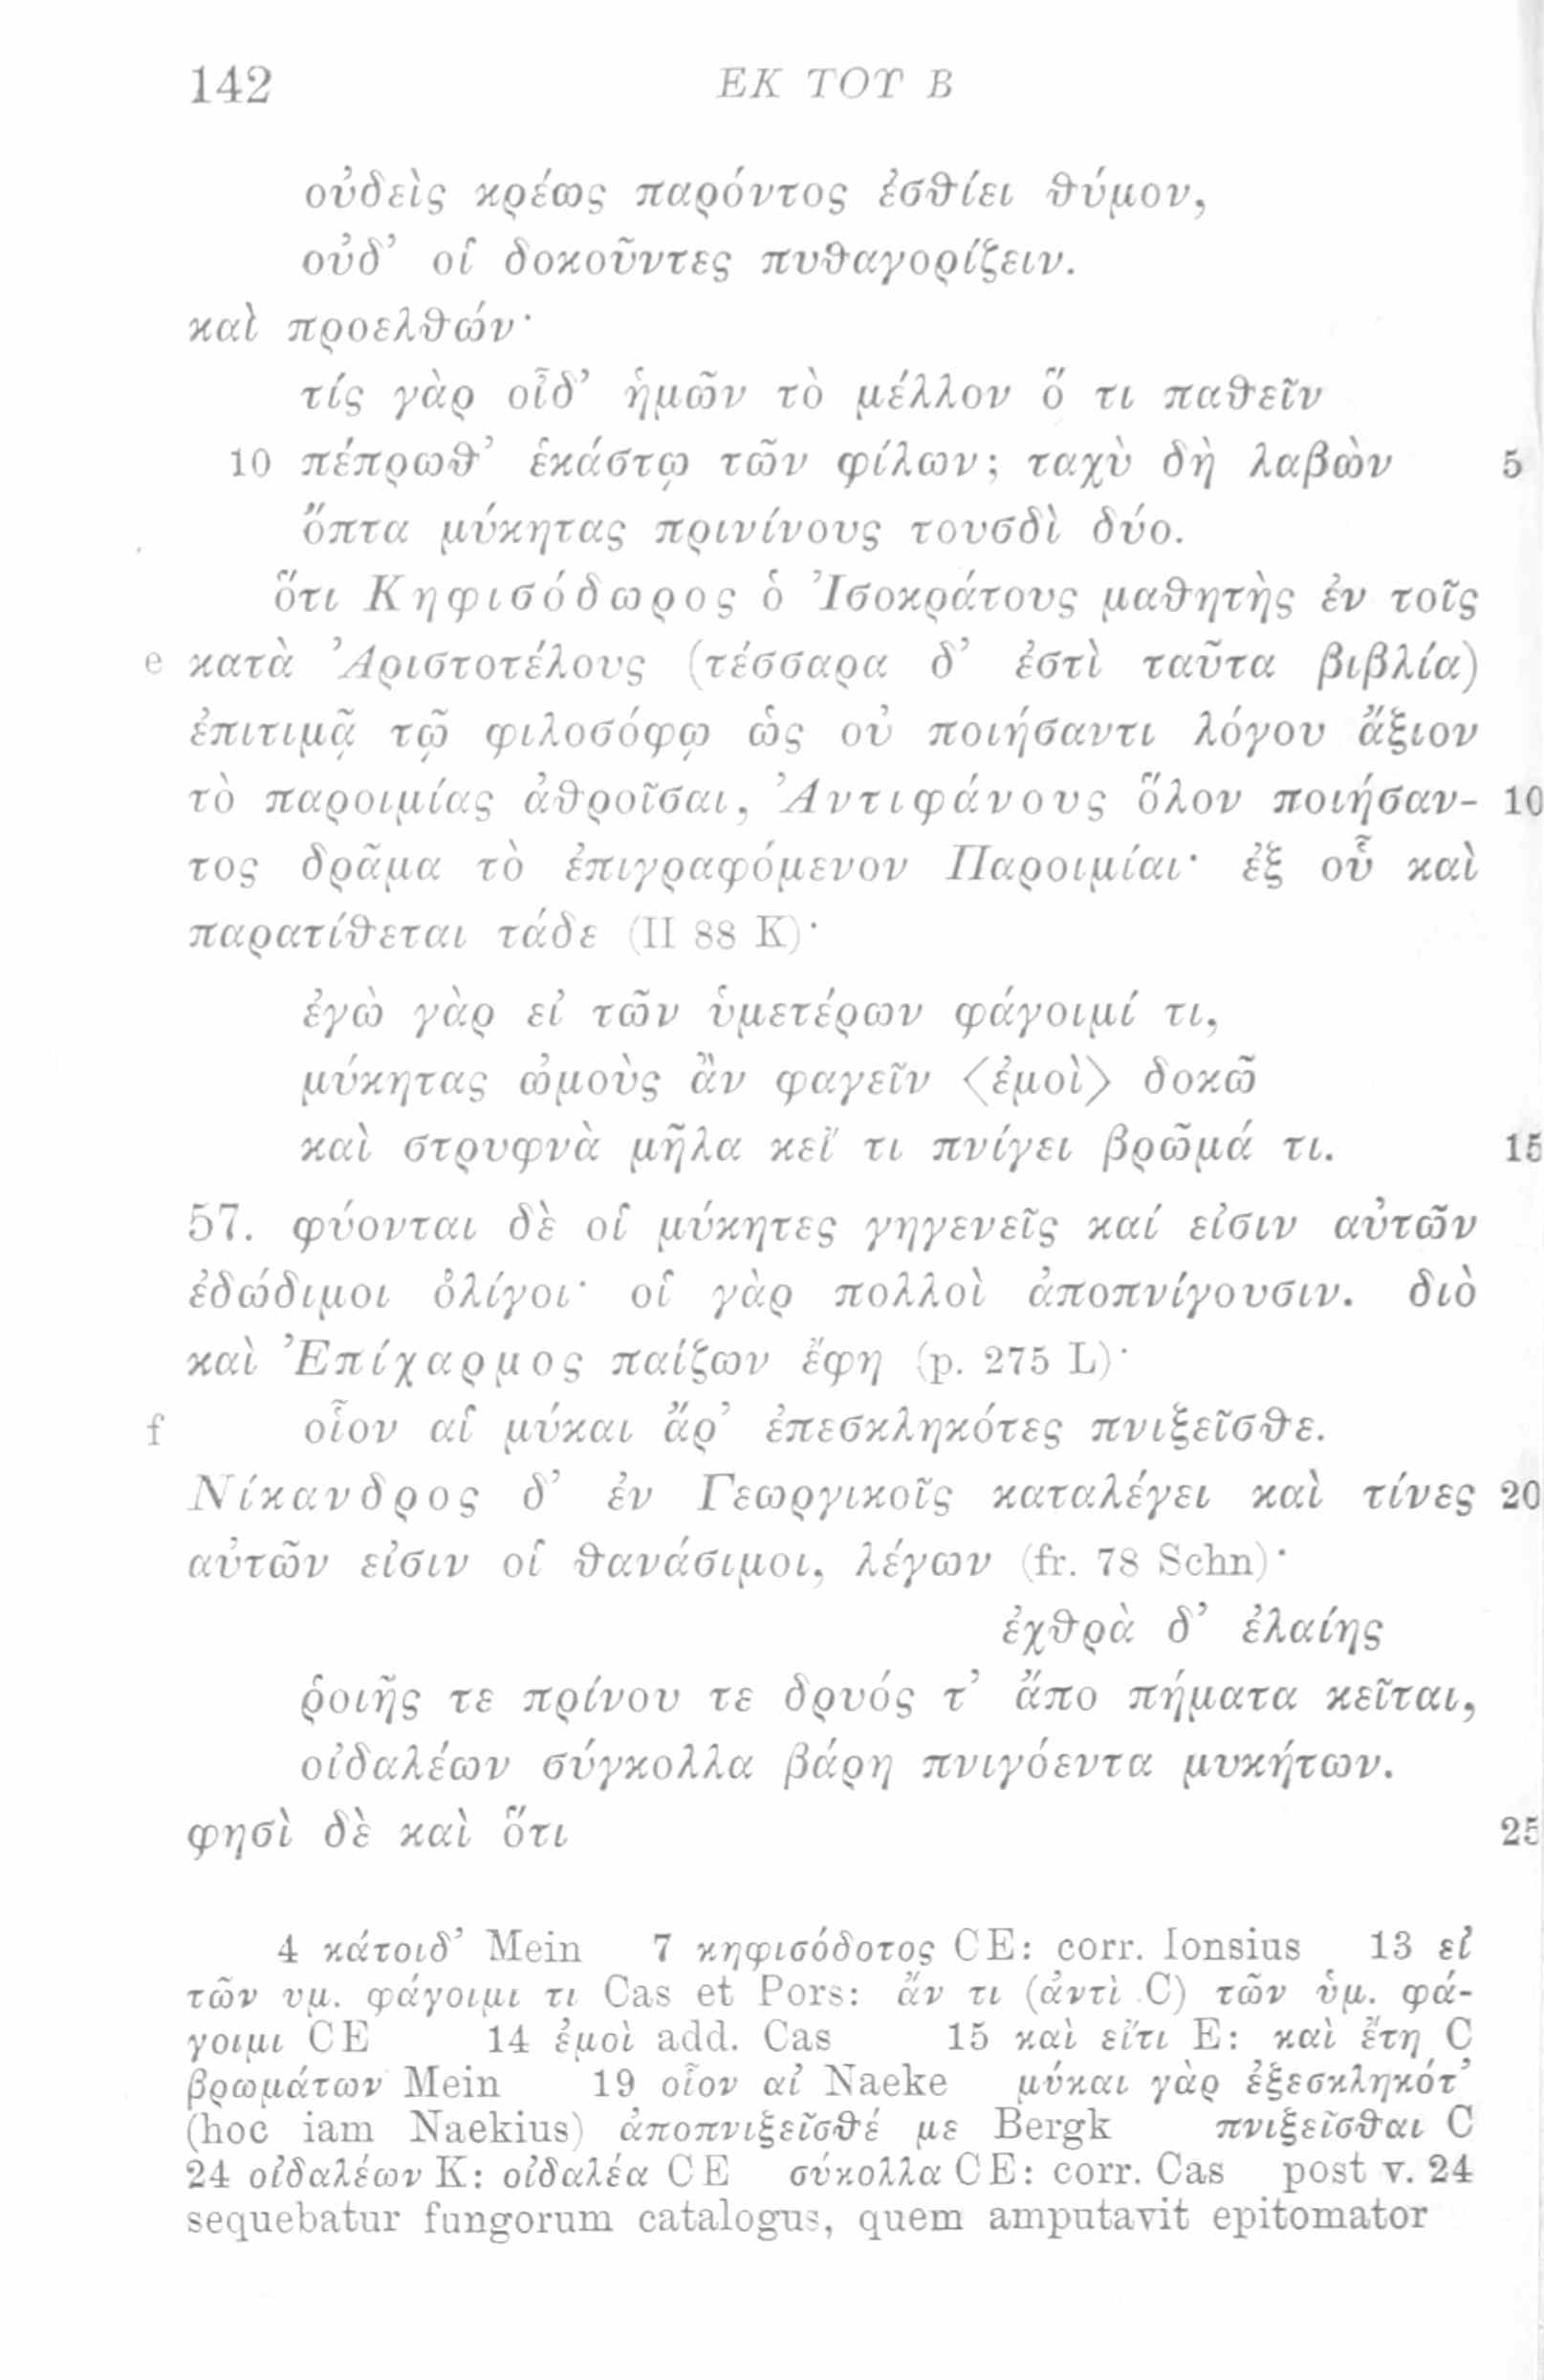 142 ΕΚ ΤΟΥ Β
οὐδεὶς κρέως παρόντος ἐσθίει θύμον,
οὐδ’ οἱ δοκοῦντες πυθαγορίζειν.
καὶ προελθών·
τίς γὰρ οἶδ’ ἡμῶν τὸ μέλλον ὅ τι παθεῖν
10 πέπρωθ’ ἑκάστῳ τῶν φίλων; ταχὺ δὴ λαβὼν 5
ὄπτα μύκητας πρινίνους τουσδὶ δύο.
ὅτι Κηφισόδωρος ὁ Ἰσοκράτους μαθητὴς ἐν τοῖς
e κατὰ Ἀριστοτέλους (τέσσαρα δ’ ἐστὶ ταῦτα βιβλία)
ἐπιτιμᾷ τῷ φιλοσόφῳ ὡς οὐ ποιήσαντι λόγου ἄξιον
τὸ παροιμίας ἀθροῖσαι, Ἀντιφάνους ὅλον ποιήσαν- 10
τος δρᾶμα τὸ ἐπιγραφόμενον Παροιμίαι· ἐξ οὗ καὶ
παρατίθεται τάδε (II 88 K)·
ἐγὼ γὰρ εἰ τῶν ὑμετέρων φάγοιμί τι,
μύκητας ὠμοὺς ἂν φαγεῖν <ἐμοὶ> δοκῶ
καὶ στρυφνὰ μῆλα κεἴ τι πνίγει βρῶμά τι. 15
57. φύονται δὲ οἱ μύκητες γηγενεῖς καί εἰσιν αὐτῶν
ἐδώδιμοι ὀλίγοι· οἱ γὰρ πολλοὶ ἀποπνίγουσιν. διὸ
καὶ Ἐπίχαρμος παίζων ἔφη (p. 275 L)·
f οἷον αἱ μύκαι ἄρ’ ἐπεσκληκότες πνιξεῖσθε.
Νίκανδρος δ’ ἐν Γεωργικοῖς καταλέγει καὶ τίνες 20
αὐτῶν εἰσιν οἱ θανάσιμοι, λέγων (fr. 78 Schn)·
ἐχθρὰ δ’ ἐλαίης
ῥοιῆς τε πρίνου τε δρυός τ’ ἄπο πήματα κεῖται,
οἰδαλέων σύγκολλα βάρη πνιγόεντα μυκήτων.
φησὶ δὲ καὶ ὅτι 25
4 κάτοιδ’ Mein 7 κηφισόδοτος CE: corr. Ionsius 13 εἰ
τῶν υμ. φάγοιμι τι Cas et Pors: ἄν τι (ἀντὶ C) τῶν ὑμ. φά-
γοιμι CE 14 ἐμοὶ add. Cas 15 καὶ εἴτι E: καὶ ἔτη C
βρωμάτων Mein 19 οἷον αἰ Naeke μύκαι γὰρ ἐξεσκληκότ’
(hoc iam Naekius) ἀποπνιξεῖσθέ με Bergk πνιξεῖσθαι C
24 οἰδαλέων K: οἰδαλέα CE σύκολλα CE: corr. Cas post v. 24
sequebatur fungorum catalogus, quem amputavit epitomator